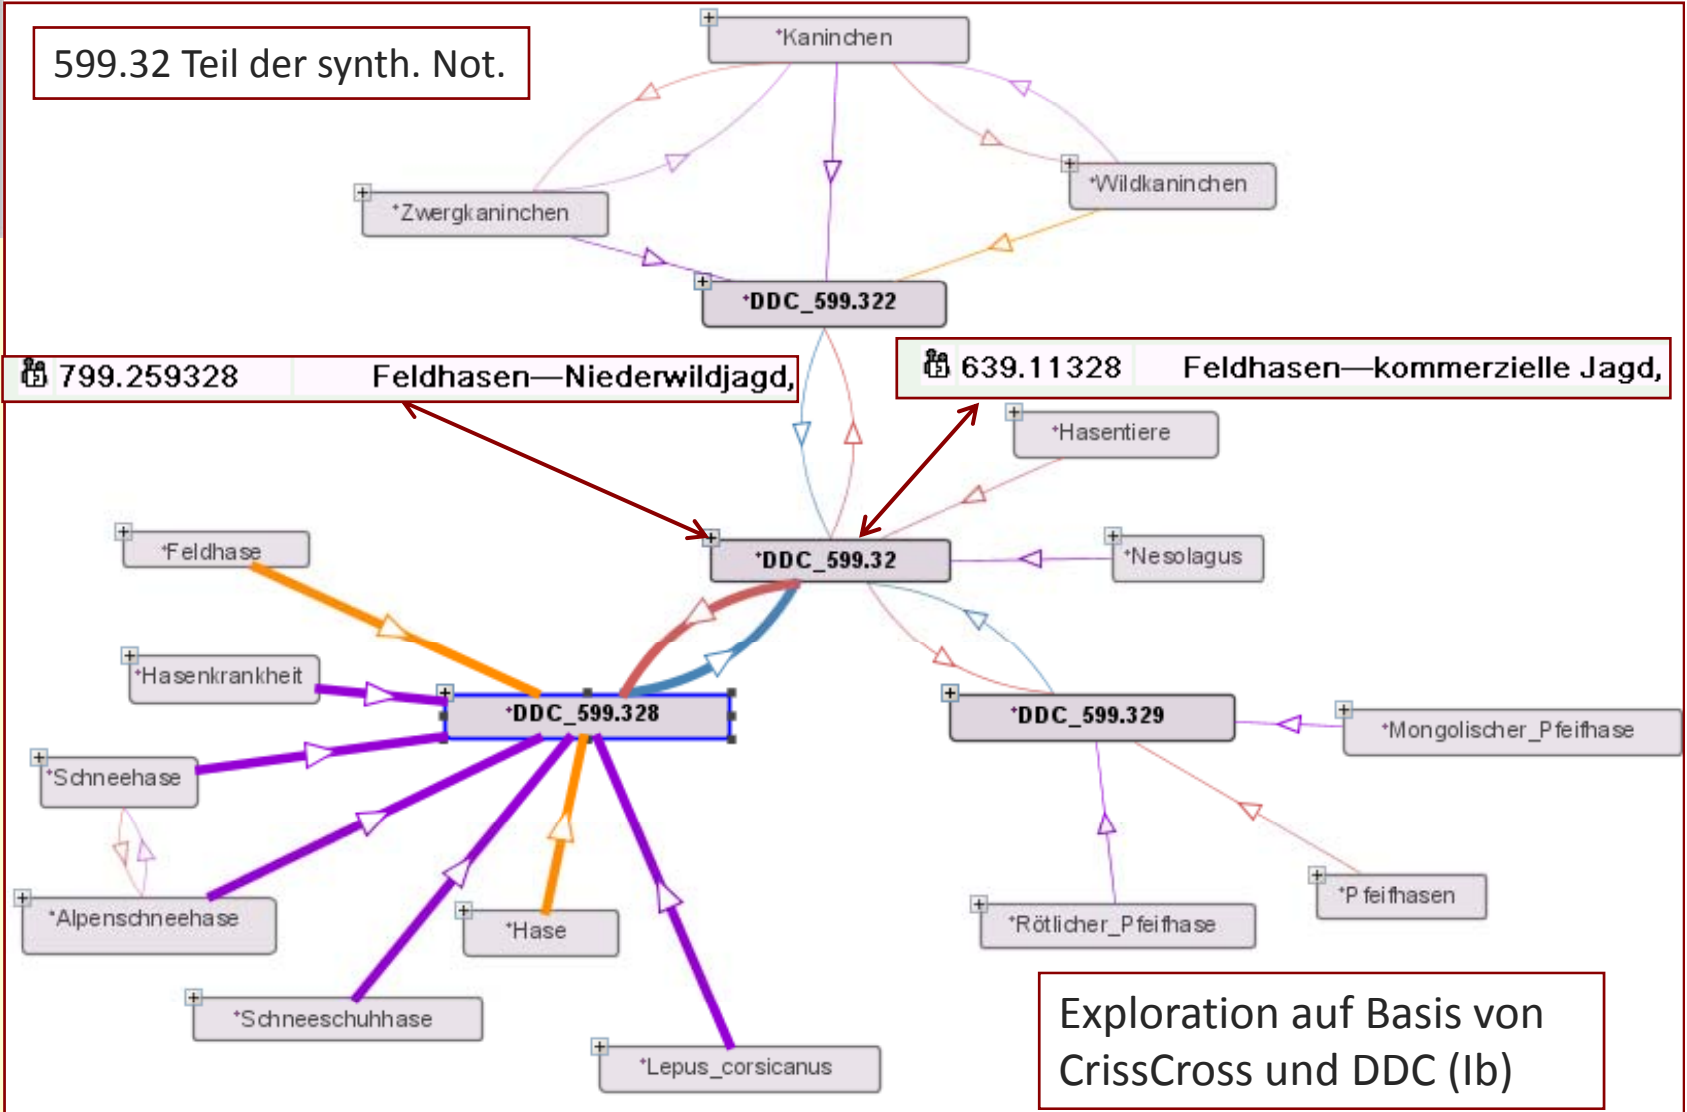 *Kaninchen
599.32 Teil der synth. Not.
*Zwergkaninchen
*Wildkaninchen
*DDC_599.322
799.259328 Feldhasen—Niederwildjagd,
639.11328 Feldhasen—kommerzielle Jagd,
*Hasentiere
*Feldhase
*DDC_599.32
*Nesolagus
*Hasenkrankheit
*DDC_599.328
*DDC_599.329
*Mongolischer_Pfeifhase
*Schneehase
*Pfeifhasen
*Alpenschneehase
*Hase
*Rötlicher_Pfeifhase
*Schneeschuhhase
*Lepus_corsicanus
Exploration auf Basis von
CrissCross und DDC (Ib)